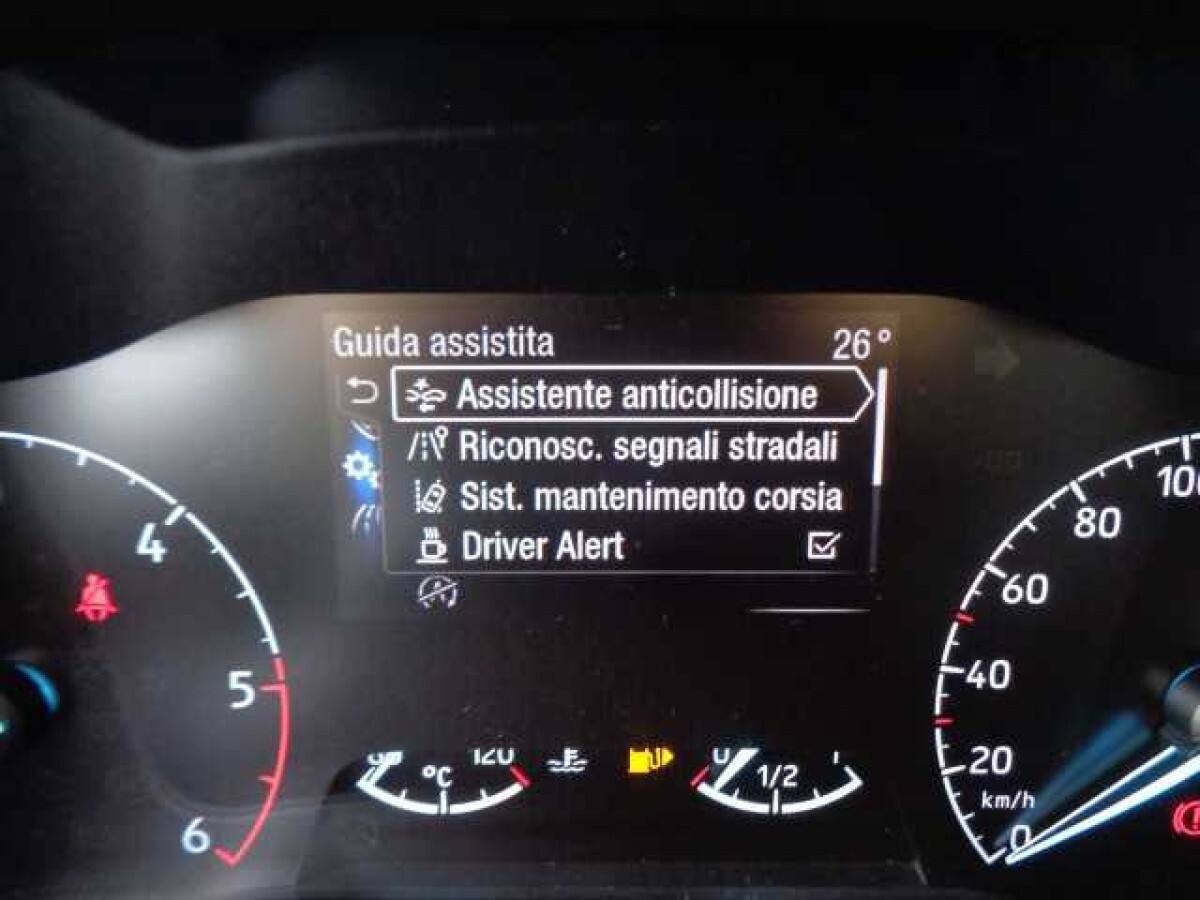 Guida assistita 26°
Assistente anticollisione
Riconosc. segnali stradali
Sist. mantenimento corsia
Driver Alert
4
5
6
°C 120
0 1/2
100
80
60
40
20
km/h
0